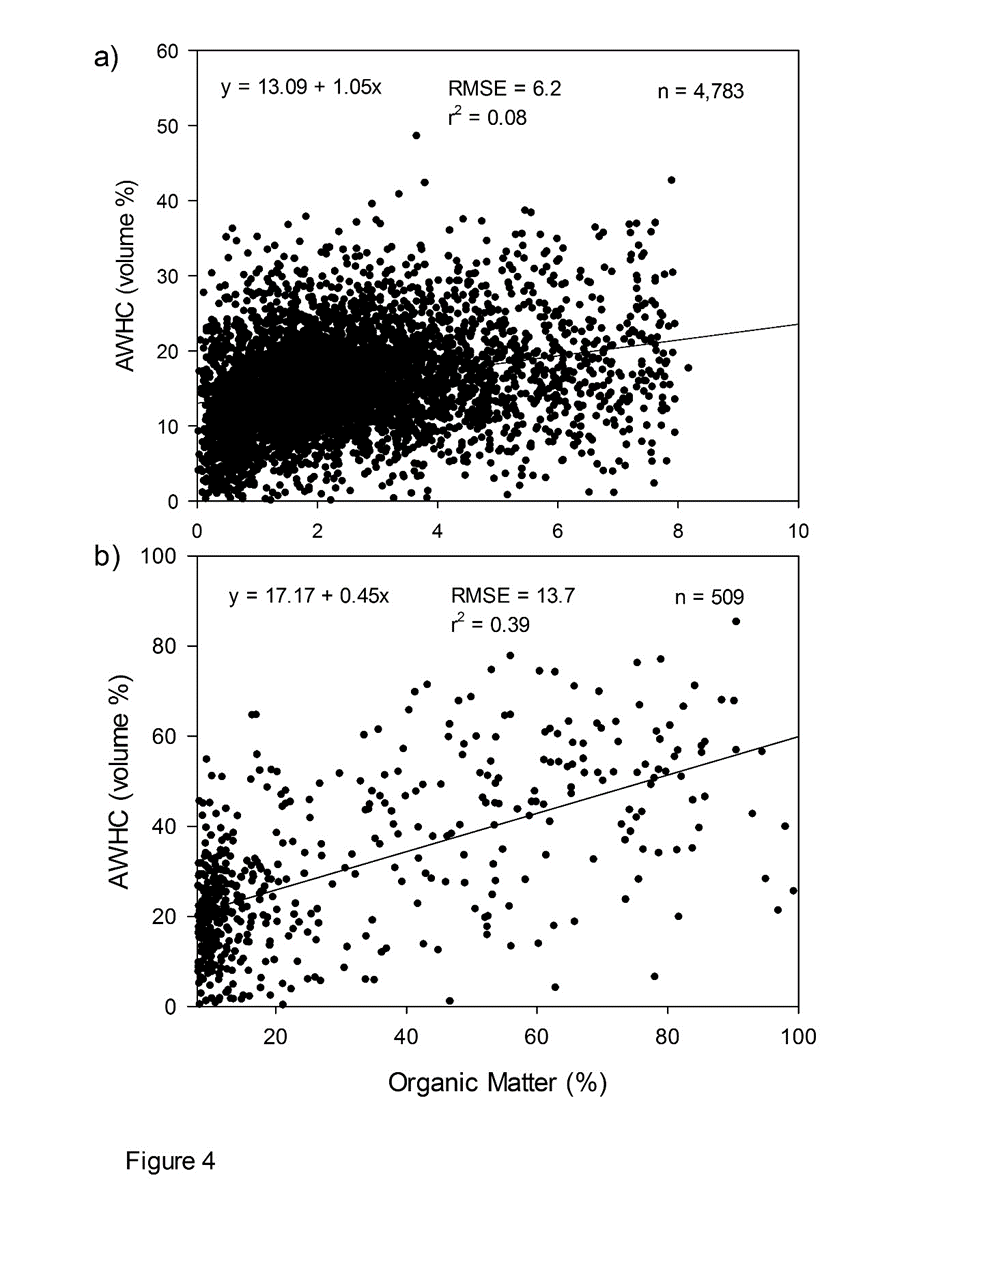 a)
60
y = 13.09 + 1.05x
RMSE = 6.2
n = 4,783
r² = 0.08
50
40
30
20
10
0
AWHC (volume %)
0 2 4 6 8 10
b)
100
y = 17.17 + 0.45x
RMSE = 13.7
n = 509
r² = 0.39
80
60
40
20
0
AWHC (volume %)
20 40 60 80 100
Organic Matter (%)
Figure 4